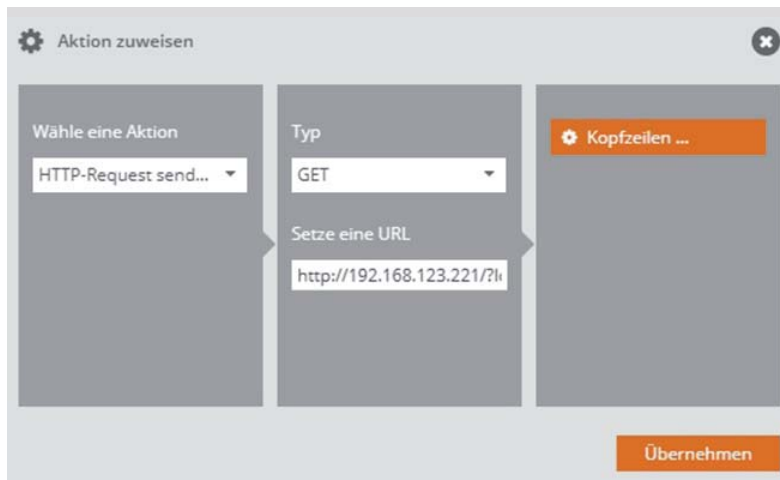 Aktion zuweisen
Wähle eine Aktion
HTTP-Request send...
Typ
GET
Setze eine URL
http://192.168.123.221/?l
Kopfzeilen ...
Übernehmen